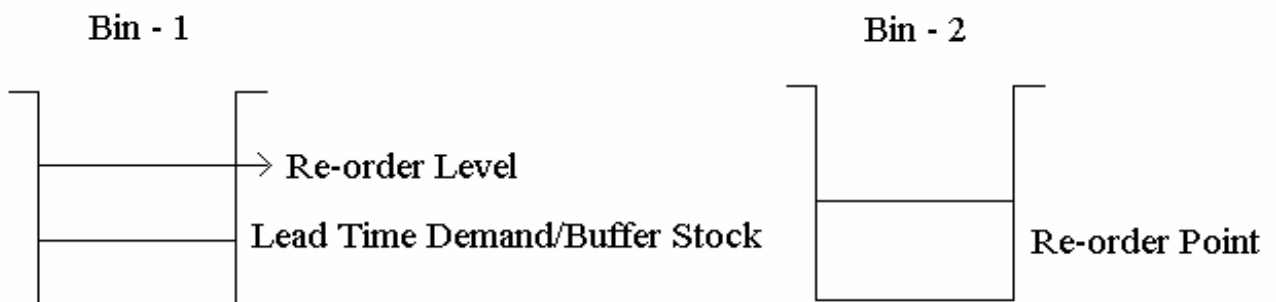 Bin - 1
Bin - 2
Re-order Level
Lead Time Demand/Buffer Stock
Re-order Point